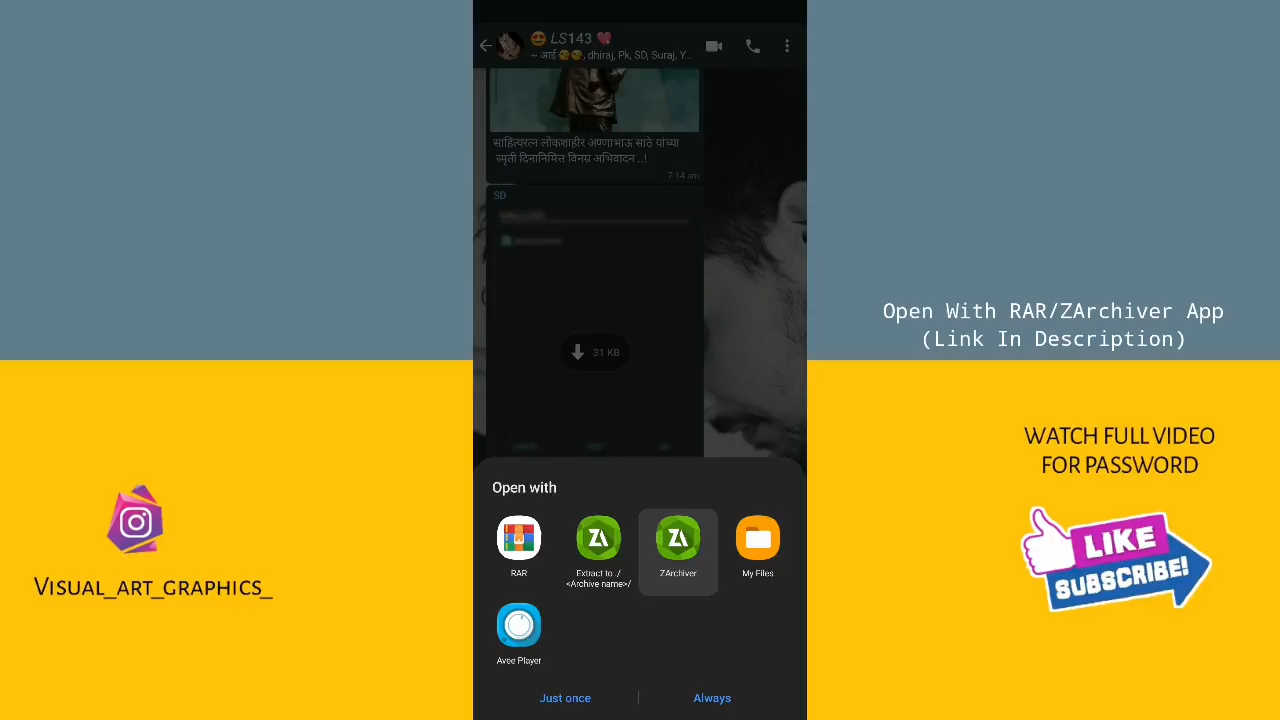 😍 LS143 💘
~ आई 😘😘, dhiraj, Pk, SD, Suraj, Y...
साहित्यरत्न लोकशाहीर अण्णाभाऊ साठे यांच्या
स्मृती दिनानिमित्त विनम्र अभिवादन ..!
7:14 am
SD
31 KB
Open With RAR/ZArchiver App
(Link In Description)
WATCH FULL VIDEO
FOR PASSWORD
LIKE
SUBSCRIBE!
VISUAL_ART_GRAPHICS_
Open with
RAR
Extract to ./
<Archive name>/
ZArchiver
My Files
Avee Player
Just once
Always